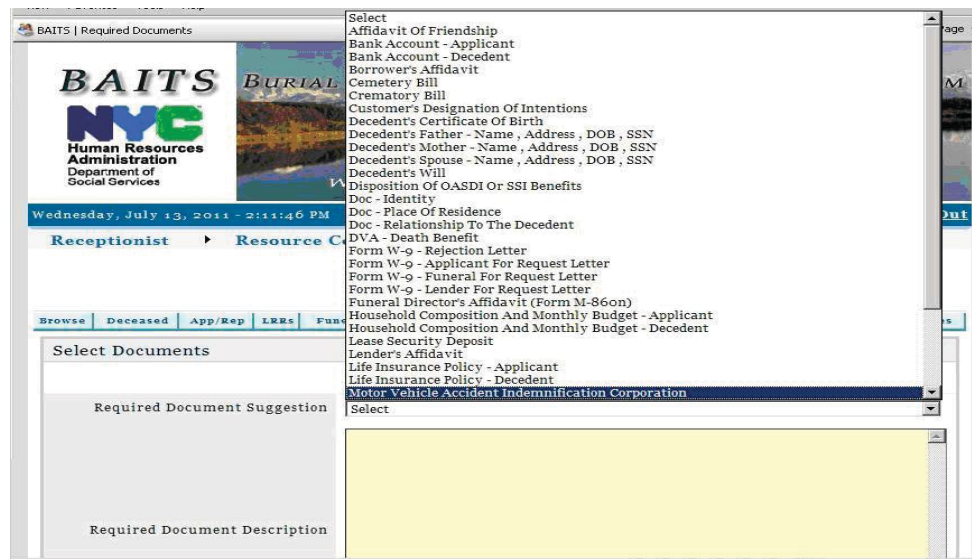 BAITS | Required Documents
age
BAITS
BURIAL
M
NYC
Human Resources
Administration
Department of
Social Services
Wednesday, July 13, 2011 - 2:11:46 PM
Out
Receptionist
Resource C
Browse
Deceased
App/Rep
LRRs
Fun
s
Select Documents
Select
Affidavit Of Friendship
Bank Account - Applicant
Bank Account - Decedent
Borrower's Affidavit
Cemetery Bill
Crematory Bill
Customer's Designation Of Intentions
Decedent's Certificate Of Birth
Decedent's Father - Name , Address , DOB , SSN
Decedent's Mother - Name , Address , DOB , SSN
Decedent's Spouse - Name , Address , DOB , SSN
Decedent's Will
Disposition Of OASDI Or SSI Benefits
Doc - Identity
Doc - Place Of Residence
Doc - Relationship To The Decedent
DVA - Death Benefit
Form W-9 - Rejection Letter
Form W-9 - Applicant For Request Letter
Form W-9 - Funeral For Request Letter
Form W-9 - Lender For Request Letter
Funeral Director's Affidavit (Form M-860n)
Household Composition And Monthly Budget - Applicant
Household Composition And Monthly Budget - Decedent
Lease Security Deposit
Lender's Affidavit
Life Insurance Policy - Applicant
Life Insurance Policy - Decedent
Motor Vehicle Accident Indemnification Corporation
Required Document Suggestion
Select
Required Document Description